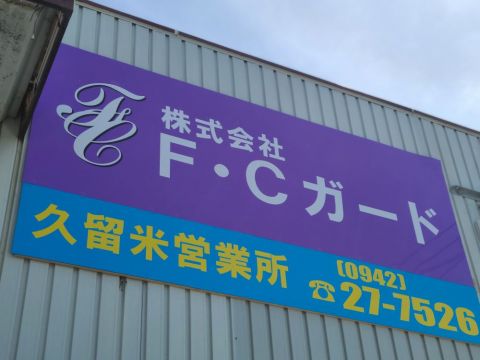 株式会社
F・Cガード
久留米営業所
〔0942〕
☎27-7526